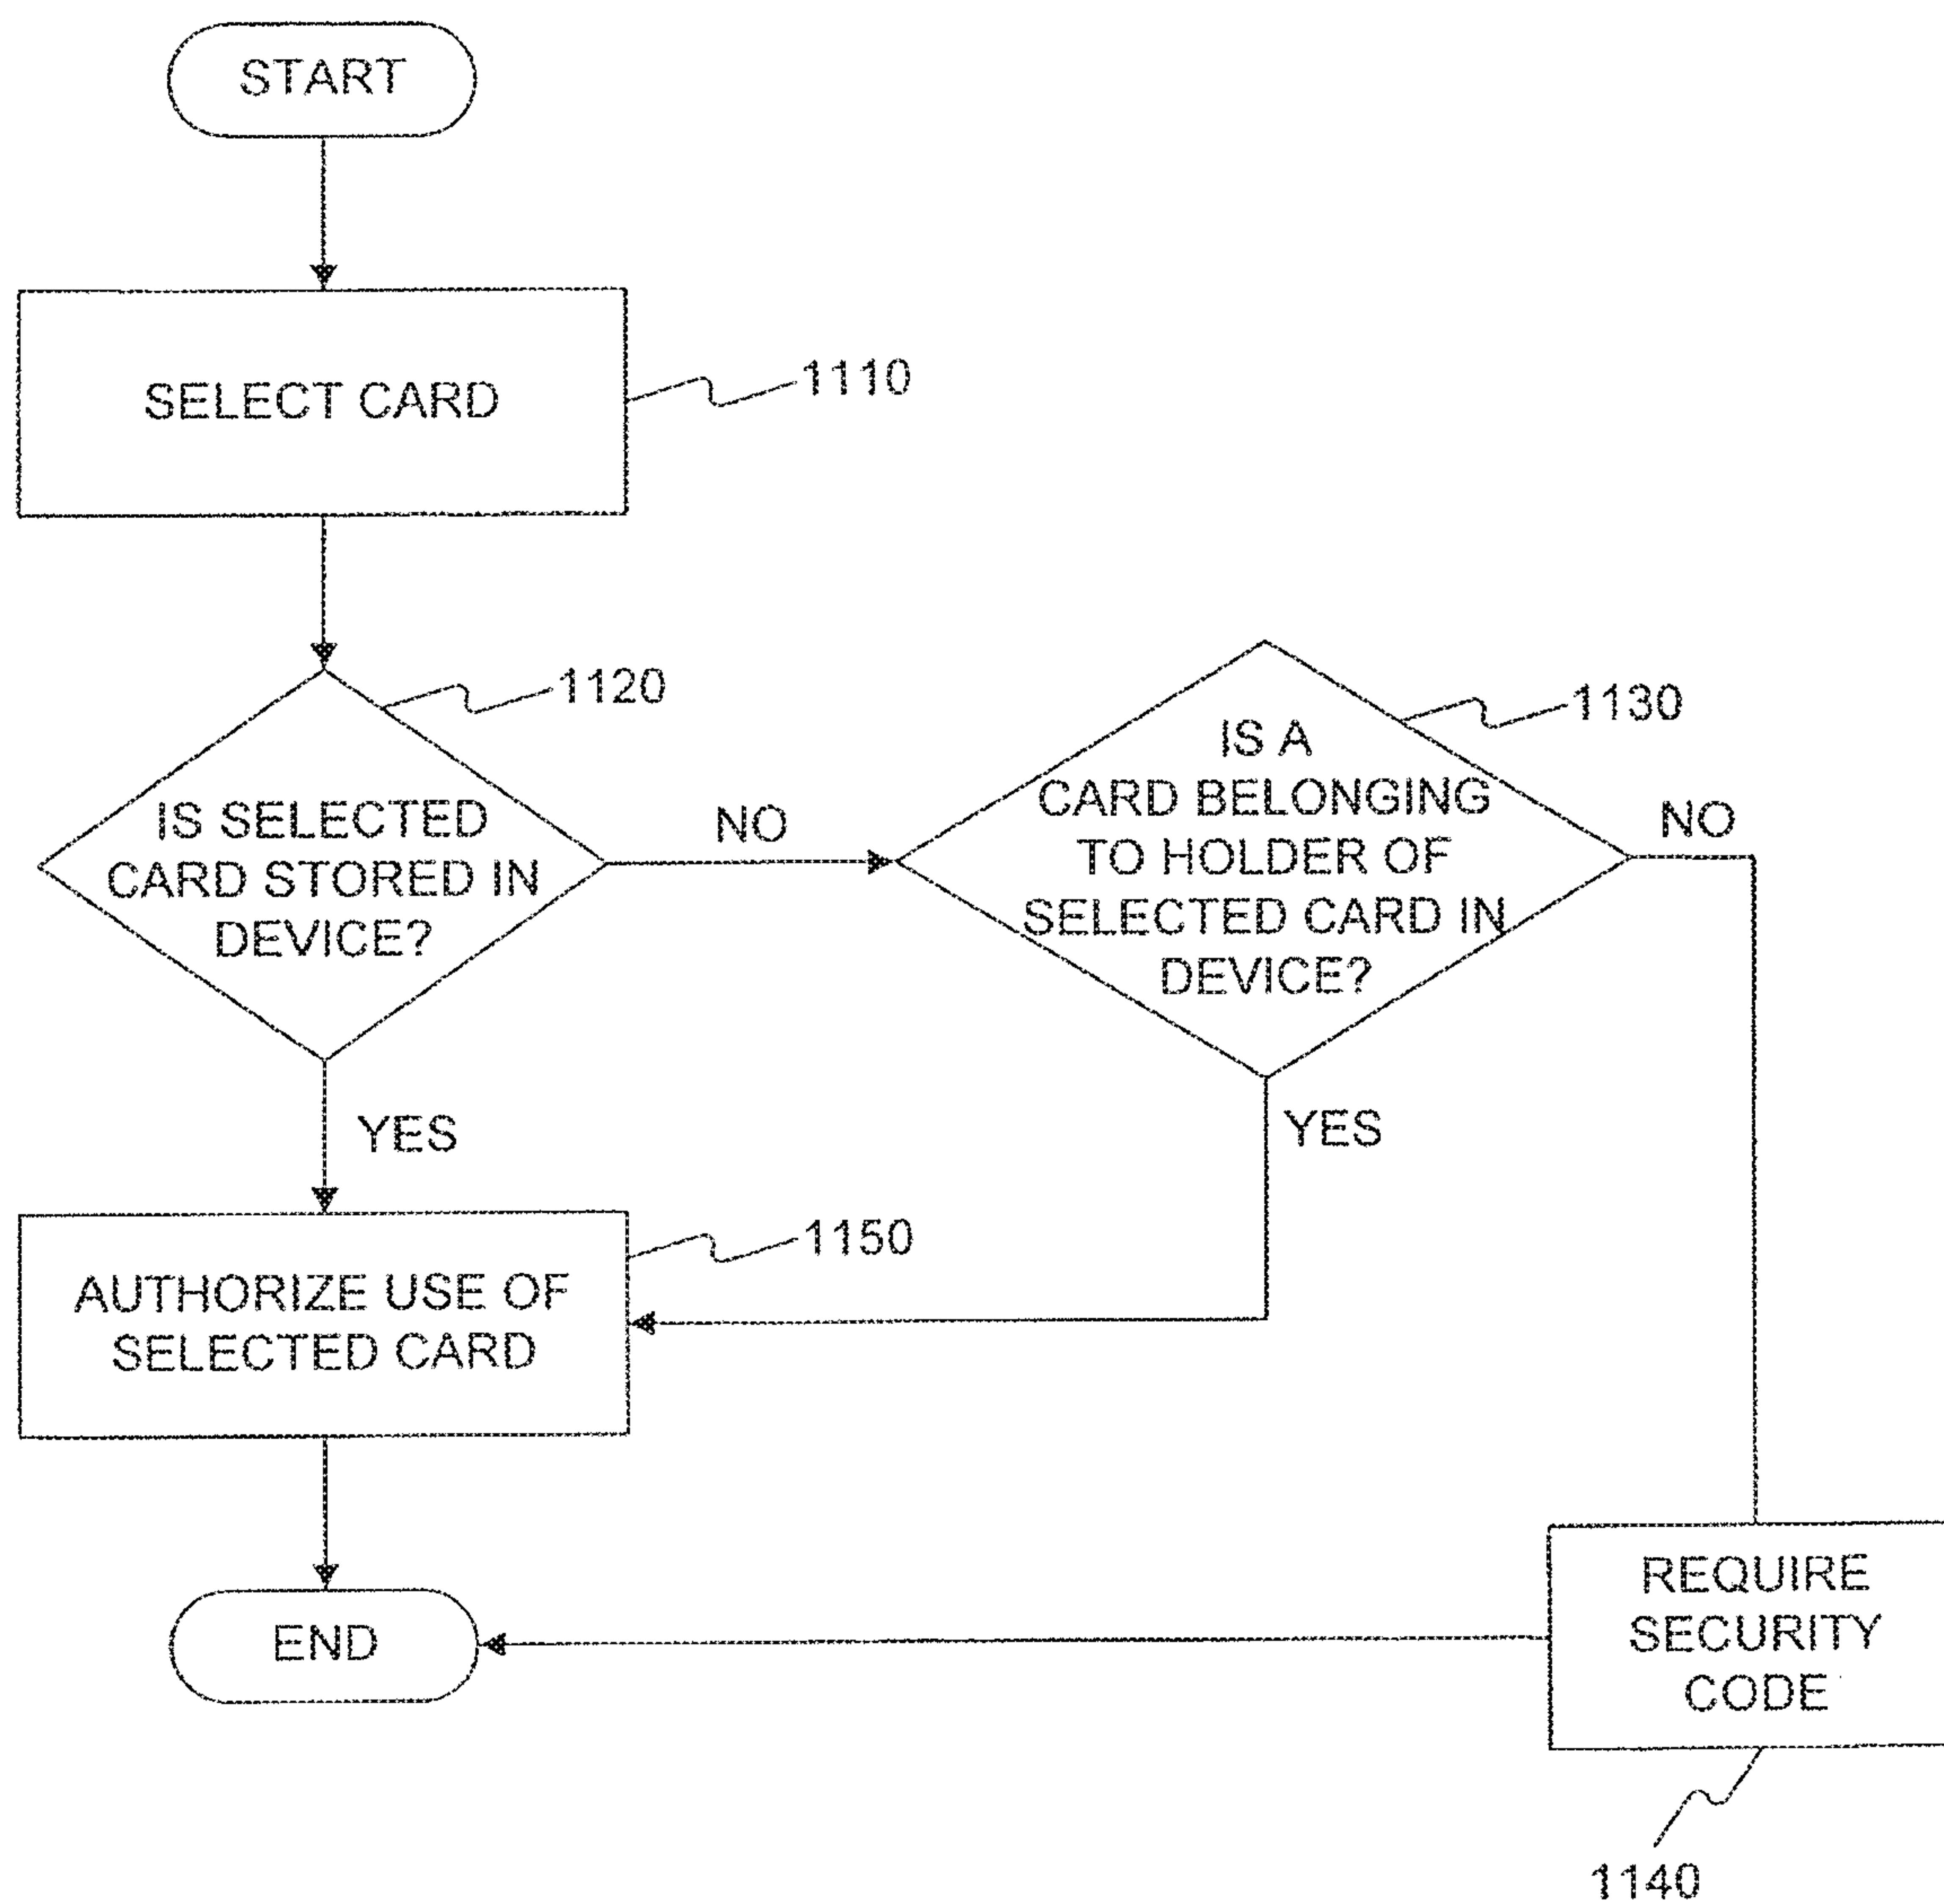 START
SELECT CARD
1110
1120
IS SELECTED
CARD STORED IN
DEVICE?
NO
1130
IS A
CARD BELONGING
TO HOLDER OF
SELECTED CARD IN
DEVICE?
NO
YES
YES
AUTHORIZE USE OF
SELECTED CARD
1150
END
REQUIRE
SECURITY
CODE
1140